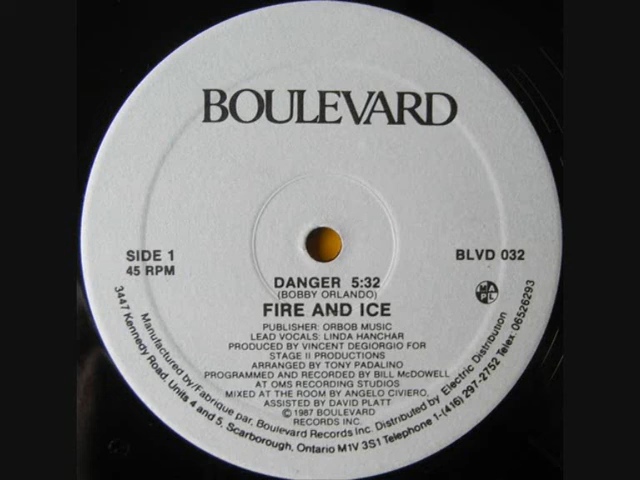 BOULEVARD
SIDE 1
45 RPM
BLVD 032
DANGER 5:32
(BOBBY ORLANDO)
FIRE AND ICE
MAPL
PUBLISHER: ORBOB MUSIC
LEAD VOCALS: LINDA HANCHAR
PRODUCED BY VINCENT DEGIORGIO FOR
STAGE II PRODUCTIONS
ARRANGED BY TONY PADALINO
PROGRAMMED AND RECORDED BY BILL McDOWELL
AT OMS RECORDING STUDIOS
MIXED AT THE ROOM BY ANGELO CIVIERO,
ASSISTED BY DAVID PLATT
©1987 BOULEVARD
RECORDS INC.
Manufactured by/Fabrique par, Boulevard Records Inc. Distributed by Electric Distribution
3447 Kennedy Road, Units 4 and 5, Scarborough, Ontario M1V 3S1 Telephone 1-(416) 297-2752 Telex: 06526293